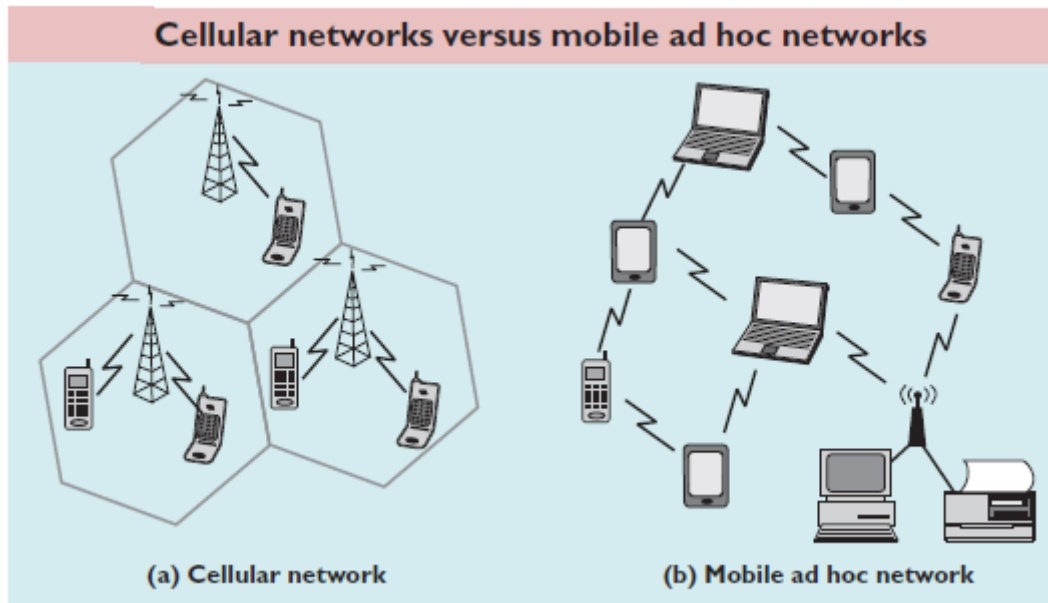 Cellular networks versus mobile ad hoc networks
(a) Cellular network
(b) Mobile ad hoc network